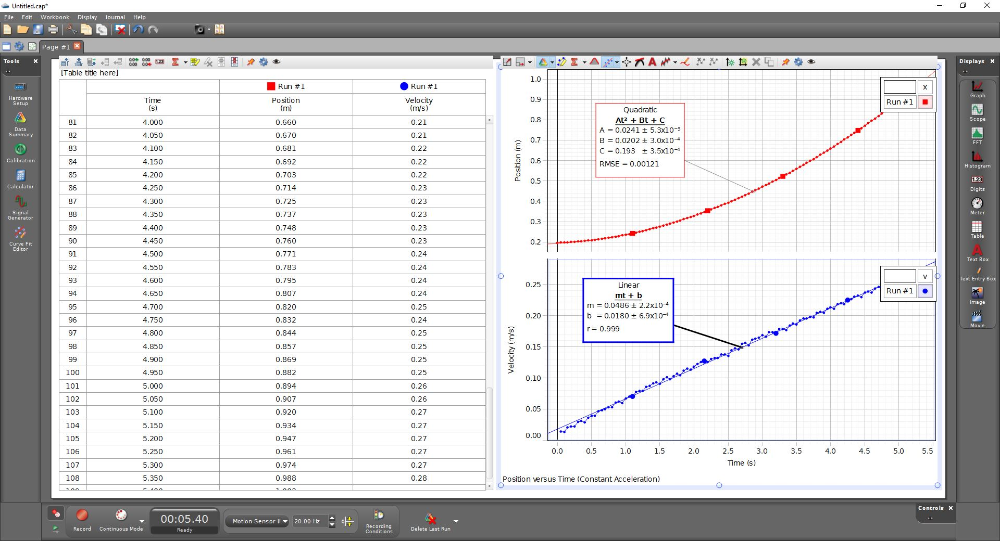 Untitled.cap*
File Edit Workbook Display Journal Help
Page #1
Tools
Hardware
Setup
Data
Summary
Calibration
Calculator
Signal
Generator
Curve Fit
Editor
[Table title here]
Run #1 Run #1
Time Position Velocity
(s) (m) (m/s)
81 4.000 0.660 0.21
82 4.050 0.670 0.21
83 4.100 0.681 0.22
84 4.150 0.692 0.22
85 4.200 0.703 0.22
86 4.250 0.714 0.23
87 4.300 0.725 0.23
88 4.350 0.737 0.23
89 4.400 0.748 0.23
90 4.450 0.760 0.23
91 4.500 0.771 0.24
92 4.550 0.783 0.24
93 4.600 0.795 0.24
94 4.650 0.807 0.24
95 4.700 0.820 0.25
96 4.750 0.832 0.24
97 4.800 0.844 0.25
98 4.850 0.857 0.25
99 4.900 0.869 0.25
100 4.950 0.882 0.25
101 5.000 0.894 0.26
102 5.050 0.907 0.26
103 5.100 0.920 0.27
104 5.150 0.934 0.27
105 5.200 0.947 0.27
106 5.250 0.961 0.27
107 5.300 0.974 0.27
108 5.350 0.988 0.28
Position (m)
1.0
0.9
0.8
0.7
0.6
0.5
0.4
0.3
0.2
x
Run #1
Quadratic
At² + Bt + C
A = 0.0241 ± 5.3x10⁻⁵
B = 0.0202 ± 3.0x10⁻⁴
C = 0.193 ± 3.5x10⁻⁴
RMSE = 0.00121
Velocity (m/s)
0.25
0.20
0.15
0.10
0.05
0.00
v
Run #1
Linear
mt + b
m = 0.0486 ± 2.2x10⁻⁴
b = 0.0180 ± 6.9x10⁻⁴
r = 0.999
0.0 0.5 1.0 1.5 2.0 2.5 3.0 3.5 4.0 4.5 5.0 5.5
Time (s)
Position versus Time (Constant Acceleration)
Displays
Graph
Scope
FFT
Histogram
1.23
Digits
Meter
Table
Text Box
Text Entry Box
Image
Movie
Record
Continuous Mode
00:05.40
Ready
Motion Sensor II
20.00 Hz
Recording
Conditions
Delete Last Run
Controls